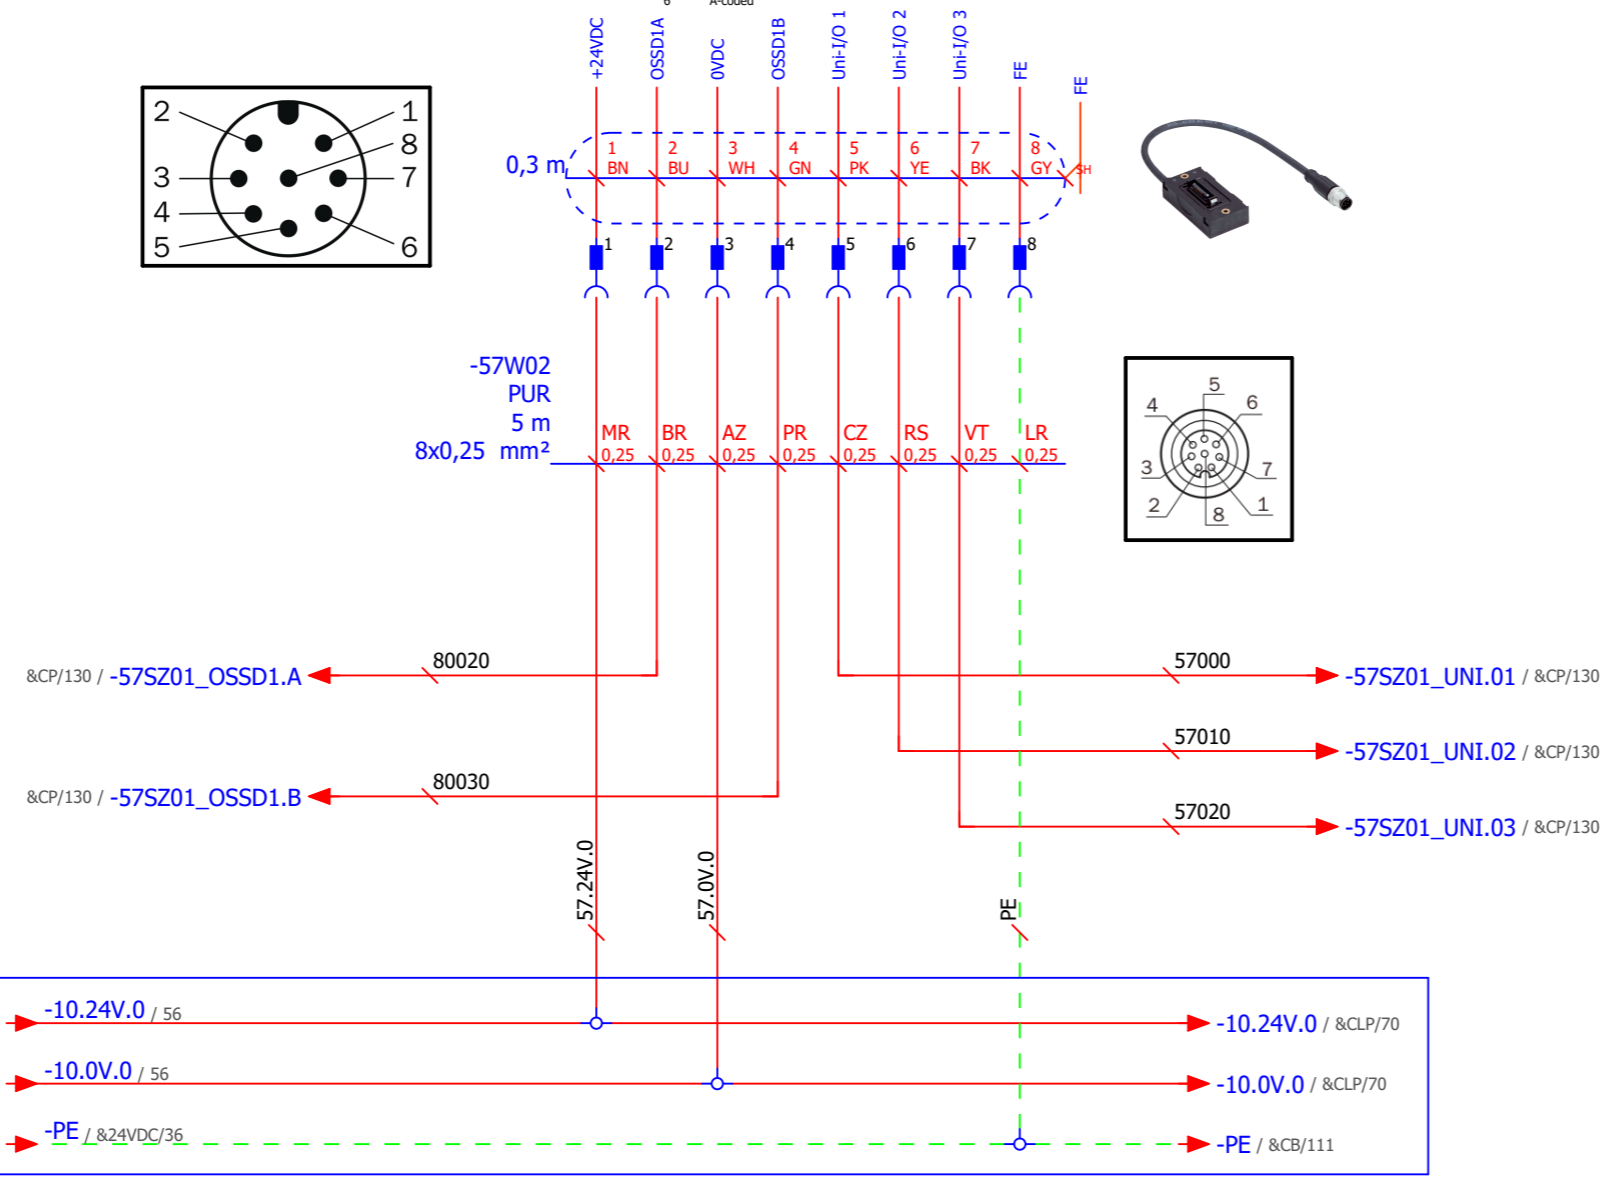 6 A-coded
+24VDC
OSSD1A
0VDC
OSSD1B
Uni-I/O 1
Uni-I/O 2
Uni-I/O 3
FE
FE
2
1
8
3
7
4
5
6
0,3 m
1 2 3 4 5 6 7 8
BN BU WH GN PK YE BK GY SH
1 2 3 4 5 6 7 8
-57W02
PUR
5 m
8x0,25 mm²
MR BR AZ PR CZ RS VT LR
0,25 0,25 0,25 0,25 0,25 0,25 0,25 0,25
5
4
6
3
7
2
8
1
&CP/130 / -57SZ01_OSSD1.A
80020
57000
-57SZ01_UNI.01 / &CP/130
57010
-57SZ01_UNI.02 / &CP/130
&CP/130 / -57SZ01_OSSD1.B
80030
57020
-57SZ01_UNI.03 / &CP/130
57.24V.0
57.0V.0
PE
-10.24V.0 / 56
-10.24V.0 / &CLP/70
-10.0V.0 / 56
-10.0V.0 / &CLP/70
-PE / &24VDC/36
-PE / &CB/111